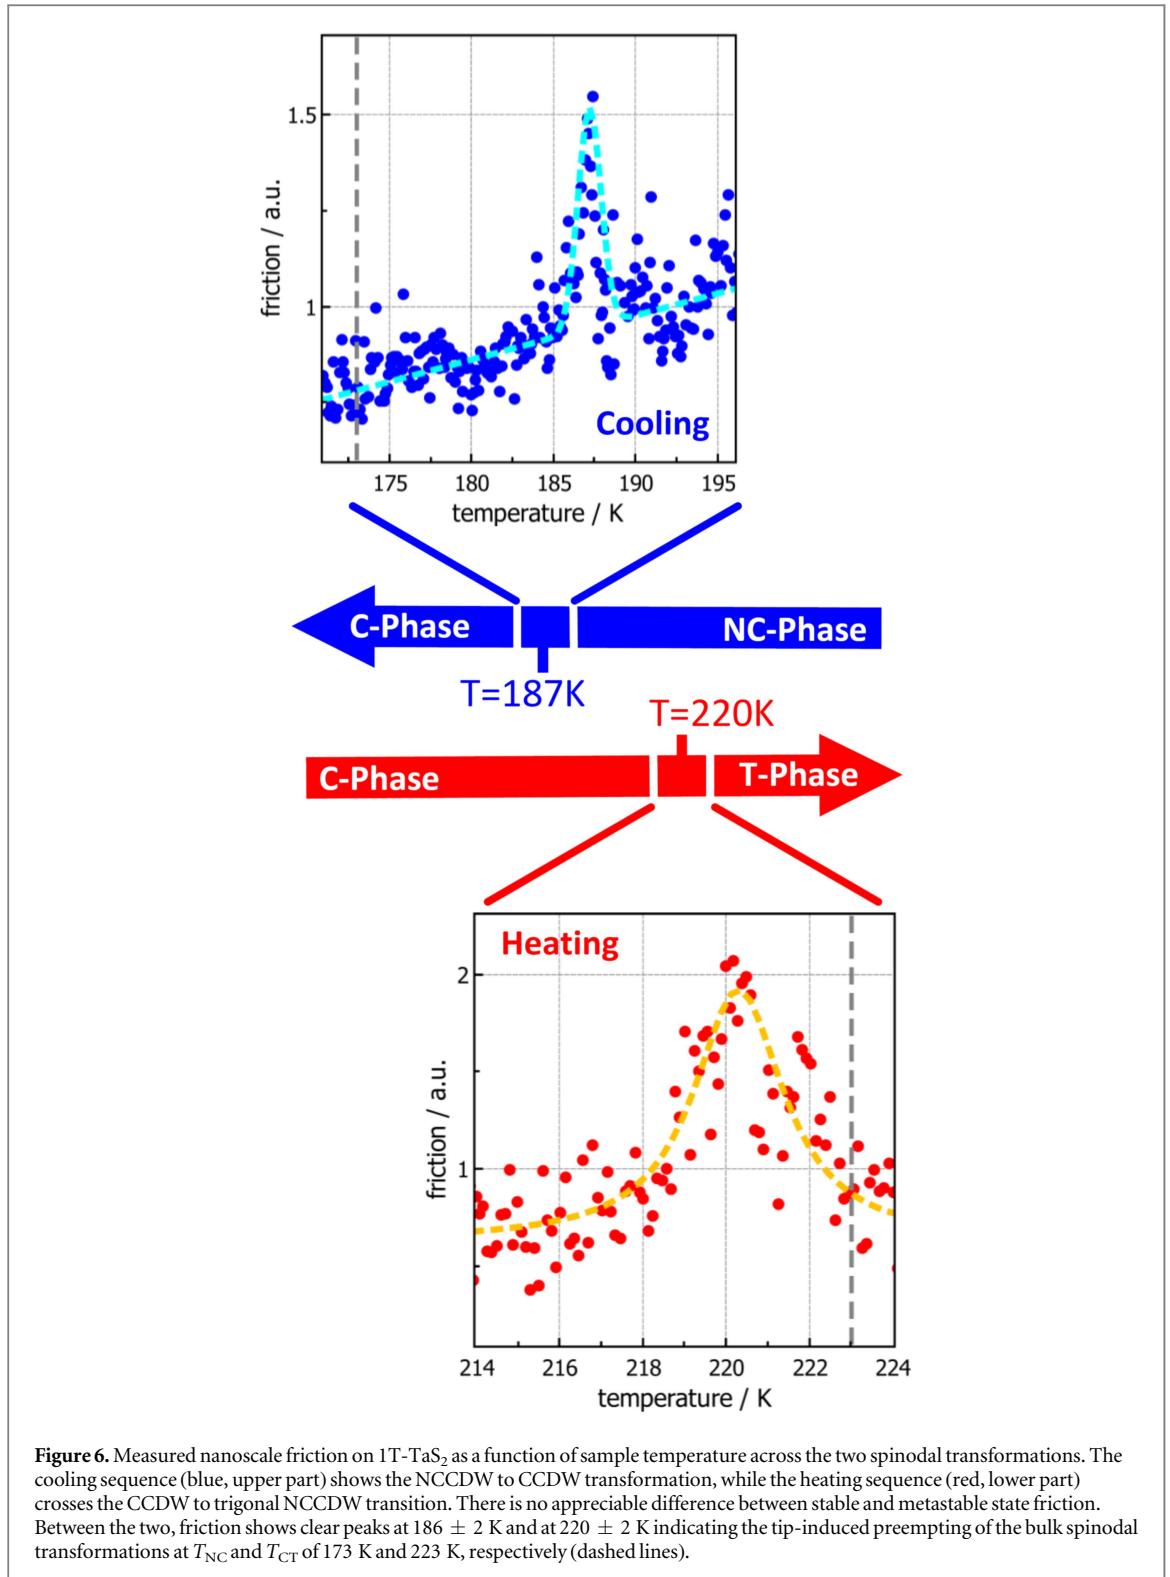 1.5
1
friction / a.u.
Cooling
175 180 185 190 195
temperature / K
C-Phase NC-Phase
T=187K
T=220K
C-Phase T-Phase
Heating
2
1
friction / a.u.
214 216 218 220 222 224
temperature / K
Figure 6. Measured nanoscale friction on 1T-TaS₂ as a function of sample temperature across the two spinodal transformations. The
cooling sequence (blue, upper part) shows the NCCDW to CCDW transformation, while the heating sequence (red, lower part)
crosses the CCDW to trigonal NCCDW transition. There is no appreciable difference between stable and metastable state friction.
Between the two, friction shows clear peaks at 186 ± 2 K and at 220 ± 2 K indicating the tip-induced preempting of the bulk spinodal
transformations at T_NC and T_CT of 173 K and 223 K, respectively (dashed lines).